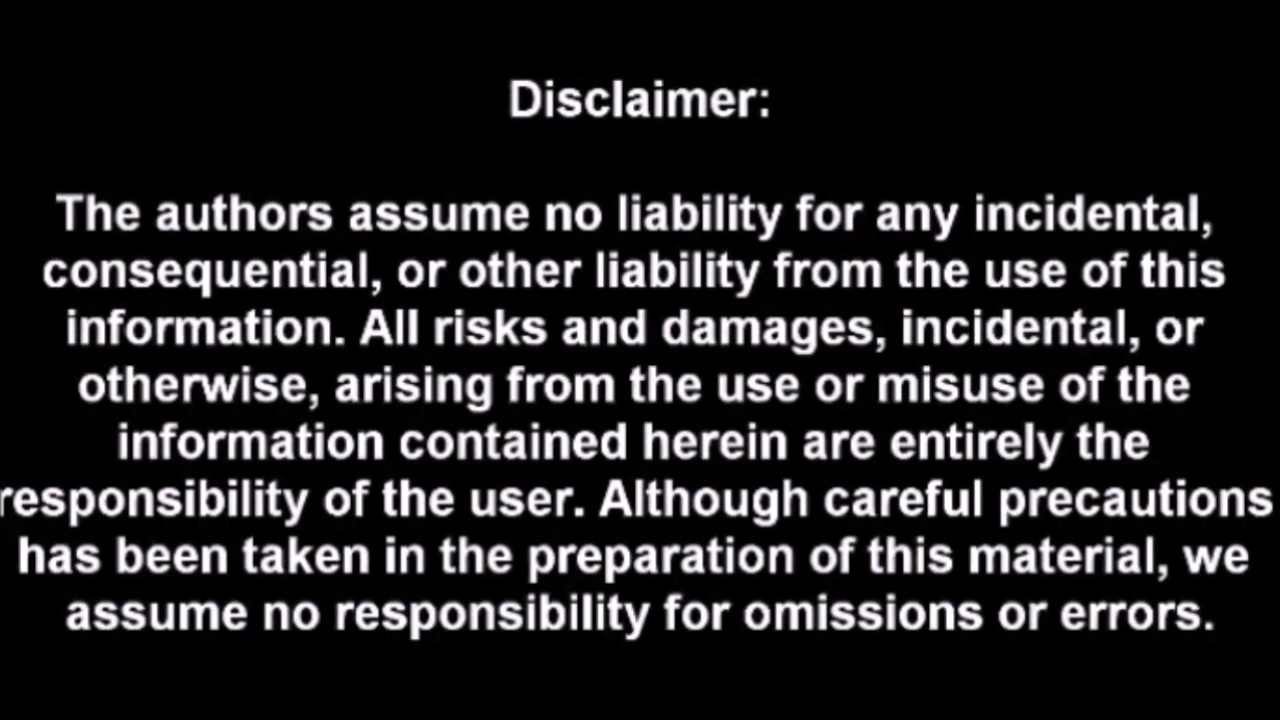 Disclaimer:
The authors assume no liability for any incidental,
consequential, or other liability from the use of this
information. All risks and damages, incidental, or
otherwise, arising from the use or misuse of the
information contained herein are entirely the
responsibility of the user. Although careful precautions
has been taken in the preparation of this material, we
assume no responsibility for omissions or errors.